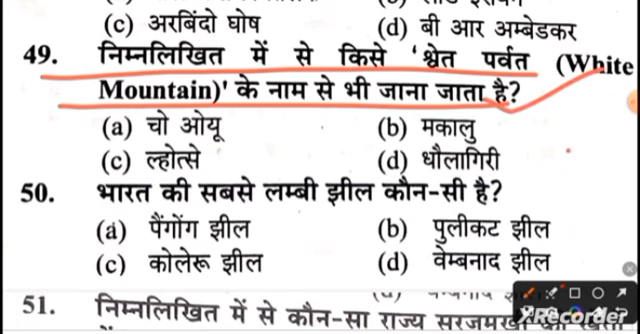 (c) अरबिंदो घोष (d) बी आर अम्बेडकर
49. निम्नलिखित में से किसे 'श्वेत पर्वत (White
Mountain)' के नाम से भी जाना जाता है?
(a) चो ओयू (b) मकालु
(c) ल्होत्से (d) धौलागिरी
50. भारत की सबसे लम्बी झील कौन-सी है?
(a) पैंगोंग झील (b) पुलीकट झील
(c) कोलेरू झील (d) वेम्बनाद झील
51. निम्नलिखित में से कौन-सा राज्य
XRecorder